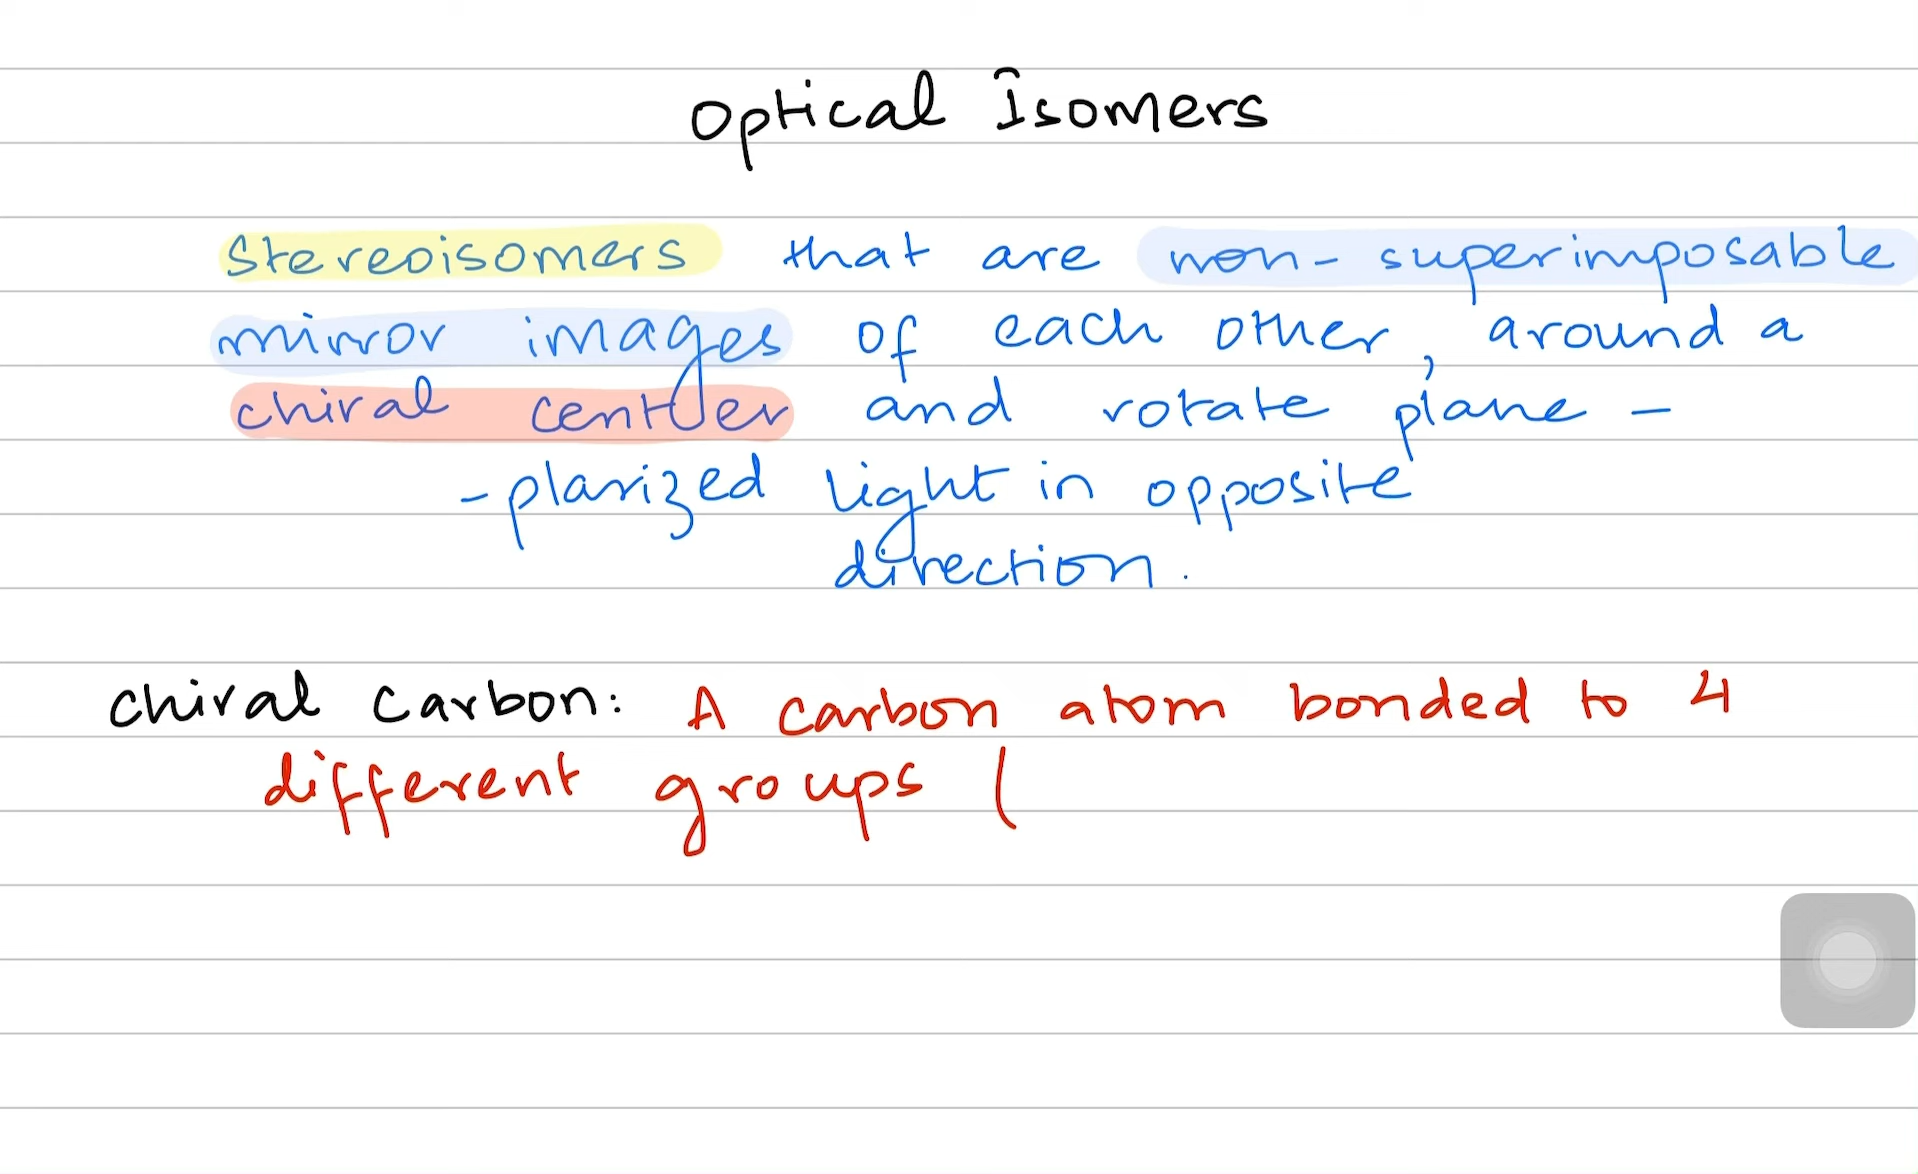 Optical Isomers
Stereoisomers that are non-superimposable
mirror images of each other, around a
chiral center and rotate plane -
- plarized light in opposite
direction.
Chiral Carbon: A carbon atom bonded to 4
different groups (